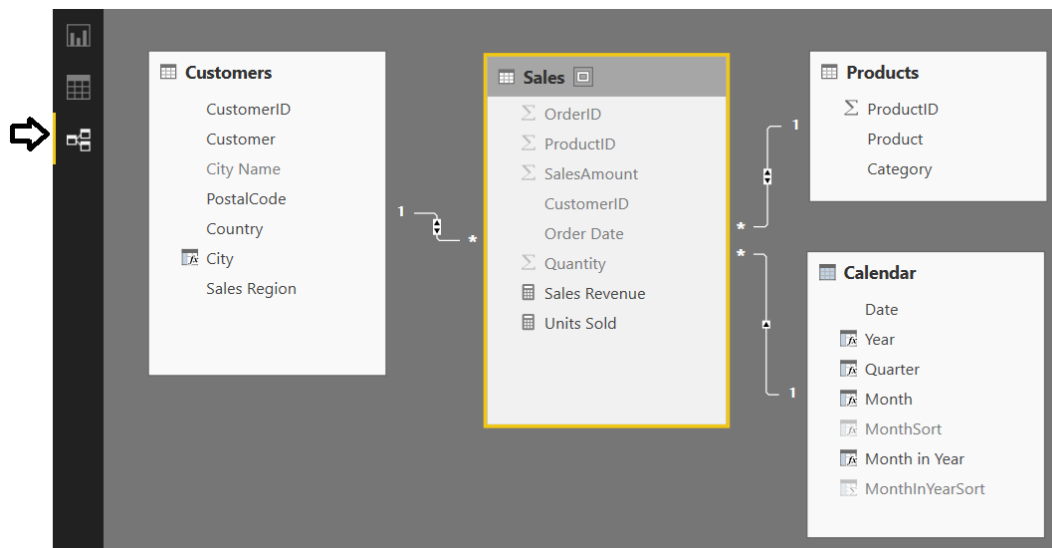 Customers
CustomerID
Customer
City Name
PostalCode
Country
City
Sales Region
1
*
Sales
Σ OrderID
Σ ProductID
Σ SalesAmount
CustomerID
Order Date
Σ Quantity
Sales Revenue
Units Sold
1
*
*
1
Products
Σ ProductID
Product
Category
Calendar
Date
Year
Quarter
Month
MonthSort
Month in Year
MonthInYearSort